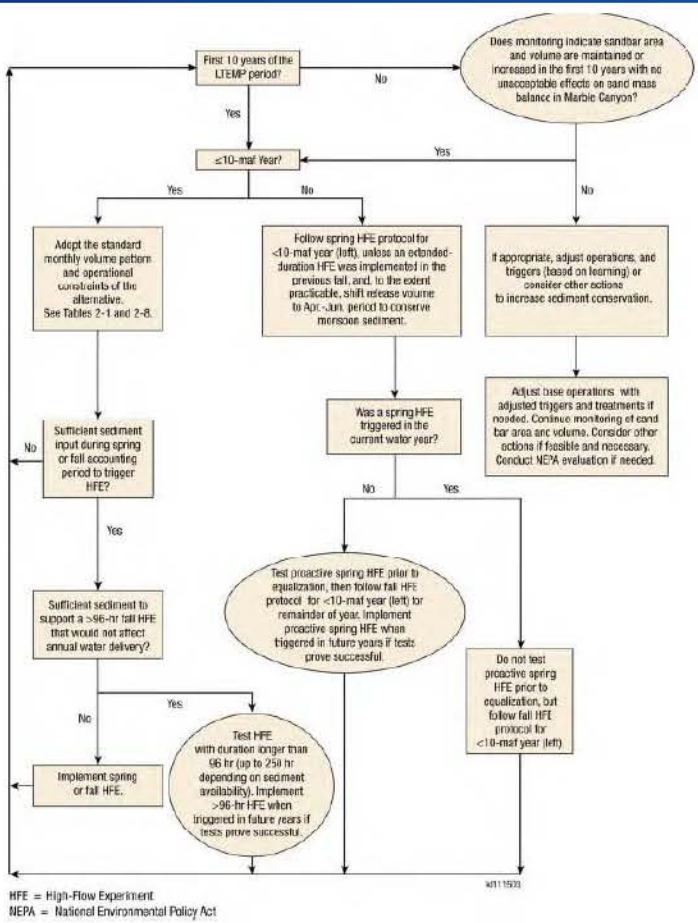 First 10 years of the
LTEMP period?
No
Does monitoring indicate sandbar area
and volume are maintained or
increased in the first 10 years with no
unacceptable effects on sand mass
balance in Marble Canyon?
Yes
≤10-maf Year?
Yes
Yes
No
No
Adopt the standard
monthly volume pattern
and operational
constraints of the
alternative.
See Tables 2-1 and 2-8.
Follow spring HFE protocol for
<10-maf year (left), unless an extended-
duration HFE was implemented in the
previous fall, and, to the extent
practicable, shift release volume
to Apr.-Jun. period to conserve
monsoon sediment.
If appropriate, adjust operations, and
triggers (based on learning) or
consider other actions
to increase sediment conservation.
Adjust base operations with
adjusted triggers and treatments if
needed. Continue monitoring of sand
bar area and volume. Consider other
actions if feasible and necessary.
Conduct NEPA evaluation if needed.
Was a spring HFE
triggered in the
current water year?
No
Sufficient sediment
input during spring
or fall accounting
period to trigger
HFE?
No
Yes
Yes
Test proactive spring HFE prior to
equalization, then follow fall HFE
protocol for <10-maf year (left) for
remainder of year. Implement
proactive spring HFE when
triggered in future years if tests
prove successful.
Sufficient sediment to
support a >96-hr fall HFE
that would not affect
annual water delivery?
Do not test
proactive spring
HFE prior to
equalization, but
follow fall HFE
protocol for
<10-maf year (left)
Yes
No
Test HFE
with duration longer than
96 hr (up to 250 hr
depending on sediment
availability). Implement
>96-hr HFE when
triggered in future years if
tests prove successful.
Implement spring
or fall HFE.
HFE = High-Flow Experiment
NEPA = National Environmental Policy Act